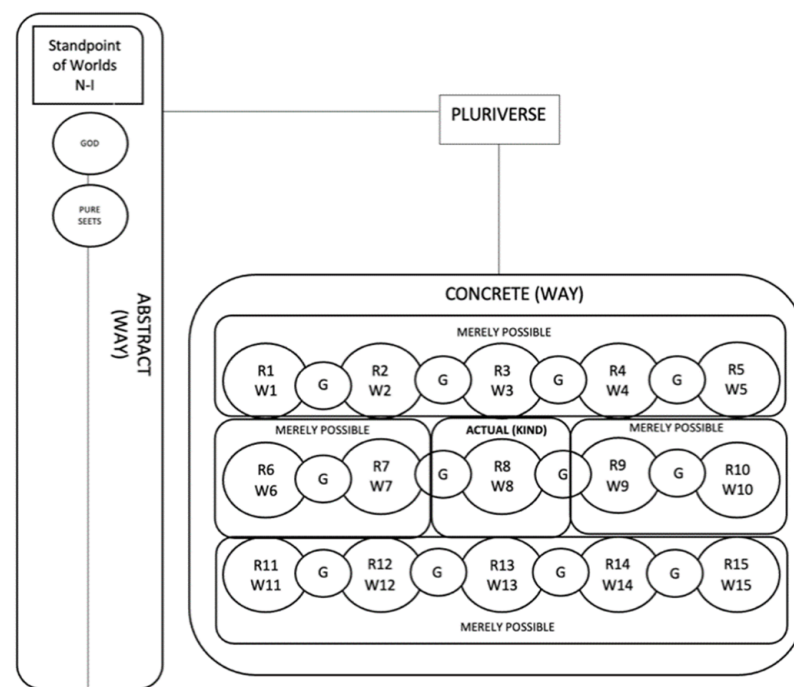 Standpoint
of Worlds
N-I
GOD
PURE
SEETS
ABSTRACT
(WAY)
PLURIVERSE
CONCRETE (WAY)
MERELY POSSIBLE
R1 G R2 G R3 G R4 G R5
W1 W2 W3 W4 W5
MERELY POSSIBLE ACTUAL (KIND) MERELY POSSIBLE
R6 G R7 G R8 G R9 G R10
W6 W7 W8 W9 W10
R11 G R12 G R13 G R14 G R15
W11 W12 W13 W14 W15
MERELY POSSIBLE